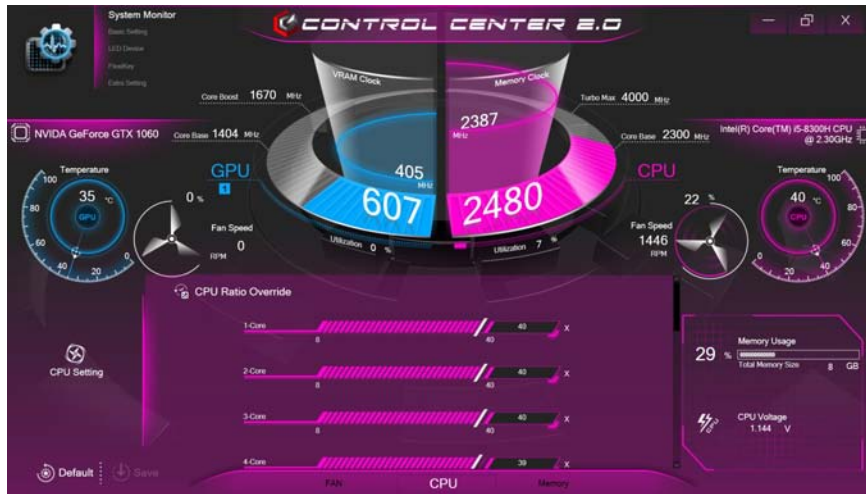 System Monitor
Basic Setting
LED Device
FlexiKey
Extra Setting
CONTROL CENTER 2.0
VRAM Clock
Memory Clock
Core Boost 1670 MHz
Turbo Max 4000 MHz
2387
MHz
NVIDA GeForce GTX 1060
Core Base 1404 MHz
Core Base 2300 MHz
Intel(R) Core(TM) i5-8300H CPU
@ 2.30GHz
405
MHz
GPU
1
CPU
607
2480
Temperature
100
80
60
40
20
0
35 °C
GPU
0 %
Fan Speed
0
RPM
Utilization 0 %
Utilization 7 %
22 %
Fan Speed
1446
RPM
Temperature
100
80
60
40
20
0
40 °C
CPU
CPU Ratio Override
1-Core
8
40
40 X
2-Core
8
40
40 X
3-Core
8
40
40 X
4-Core
39 X
CPU Setting
29 %
Memory Usage
Total Memory Size 8 GB
CPU
CPU Voltage
1.144 V
Default
Save
FAN
CPU
Memory